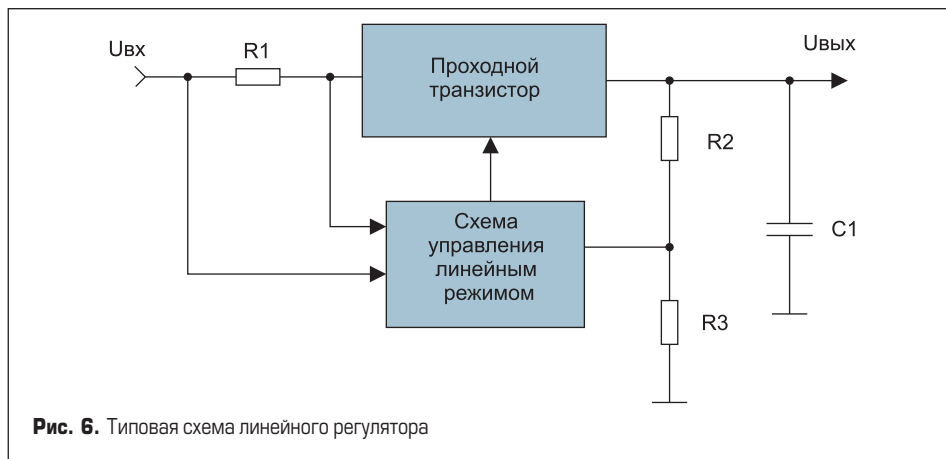 Uвх
R1
Проходной
транзистор
Uвых
R2
Схема
управления
линейным
режимом
C1
R3
Рис. 6. Типовая схема линейного регулятора